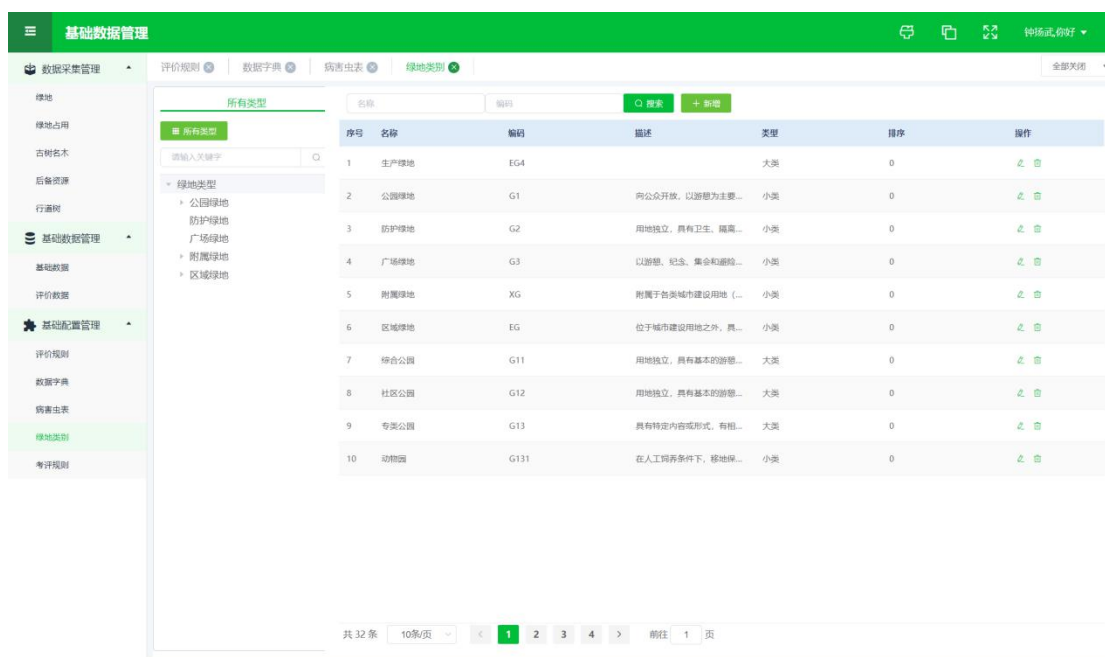 基础数据管理
钟扬武,你好
数据采集管理
绿地
绿地占用
古树名木
后备资源
行道树
基础数据管理
基础数据
评价数据
基础配置管理
评价规则
数据字典
病害虫表
绿地类别
考评规则
评价规则 数据字典 病害虫表 绿地类别 全部关闭
所有类型
所有类型
请输入关键字
绿地类型
公园绿地
防护绿地
广场绿地
附属绿地
区域绿地
名称 编码 搜索 + 新增
序号 名称 编码 描述 类型 排序 操作
1 生产绿地 EG4 大类 0
2 公园绿地 G1 向公众开放，以游憩为主要... 小类 0
3 防护绿地 G2 用地独立，具有卫生、隔离... 小类 0
4 广场绿地 G3 以游憩、纪念、集会和避险... 小类 0
5 附属绿地 XG 附属于各类城市建设用地（... 小类 0
6 区域绿地 EG 位于城市建设用地之外，具... 小类 0
7 综合公园 G11 用地独立，具有基本的游憩... 大类 0
8 社区公园 G12 用地独立，具有基本的游憩... 大类 0
9 专类公园 G13 具有特定内容或形式，有相... 大类 0
10 动物园 G131 在人工饲养条件下，移地保... 小类 0
共 32 条 10条/页 < 1 2 3 4 > 前往 1 页